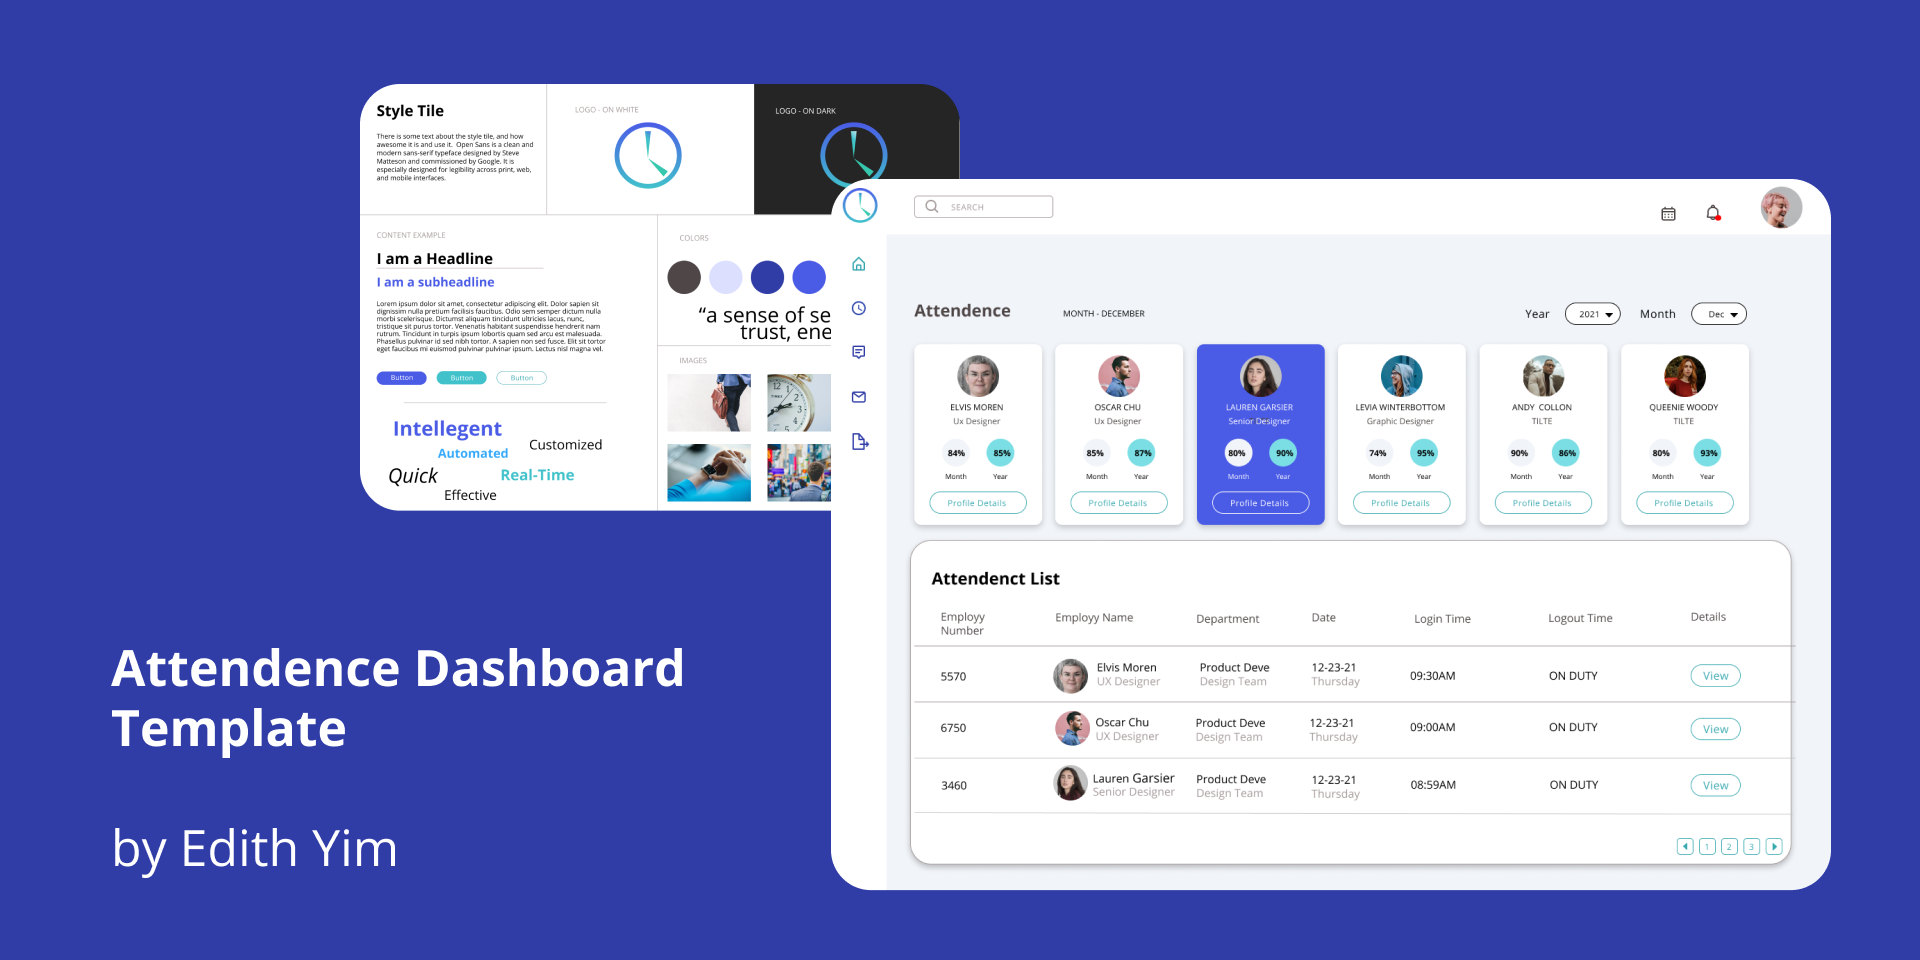 Style Tile
There is some text about the style tile, and how
awesome it is and use it. Open Sans is a clean and
modern sans-serif typeface designed by Steve
Matteson and commissioned by Google. It is
especially designed for legibility across print, web,
and mobile interfaces.
LOGO - ON WHITE
LOGO - ON DARK
CONTENT EXAMPLE
I am a Headline
I am a subheadline
Lorem ipsum dolor sit amet, consectetur adipiscing elit. Dolor sapien sit
dignissim nulla pretium facilisis faucibus. Odio sem semper dictum nulla
morbi scelerisque. Dictumst aliquam tincidunt ultricies lacus, nunc,
tristique sit purus tortor. Venenatis habitant suspendisse hendrerit nam
rutrum. Tincidunt in turpis ipsum lobortis quam sed arcu est malesuada.
Phasellus pulvinar id sed nibh tortor. A sapien non sed fusce. Elit sit tortor
eget faucibus mi euismod pulvinar pulvinar ipsum. Lectus nisl magna vel.
Button Button Button
Intellegent
Customized
Automated
Quick
Real-Time
Effective
COLORS
“a sense of se
trust, ene
IMAGES
TIMEX
SEARCH
Attendence
MONTH - DECEMBER
Year 2021 Month Dec
ELVIS MOREN
Ux Designer
84% 85%
Month Year
Profile Details
OSCAR CHU
Ux Designer
85% 87%
Month Year
Profile Details
LAUREN GARSIER
Senior Designer
80% 90%
Month Year
Profile Details
LEVIA WINTERBOTTOM
Graphic Designer
74% 95%
Month Year
Profile Details
ANDY COLLON
TILTE
90% 86%
Month Year
Profile Details
QUEENIE WOODY
TILTE
80% 93%
Month Year
Profile Details
Attendenct List
Employy
Number
Employy Name
Department
Date
Login Time
Logout Time
Details
5570
Elvis Moren
UX Designer
Product Deve
Design Team
12-23-21
Thursday
09:30AM
ON DUTY
View
6750
Oscar Chu
UX Designer
Product Deve
Design Team
12-23-21
Thursday
09:00AM
ON DUTY
View
3460
Lauren Garsier
Senior Designer
Product Deve
Design Team
12-23-21
Thursday
08:59AM
ON DUTY
View
1 2 3
Attendence Dashboard
Template
by Edith Yim